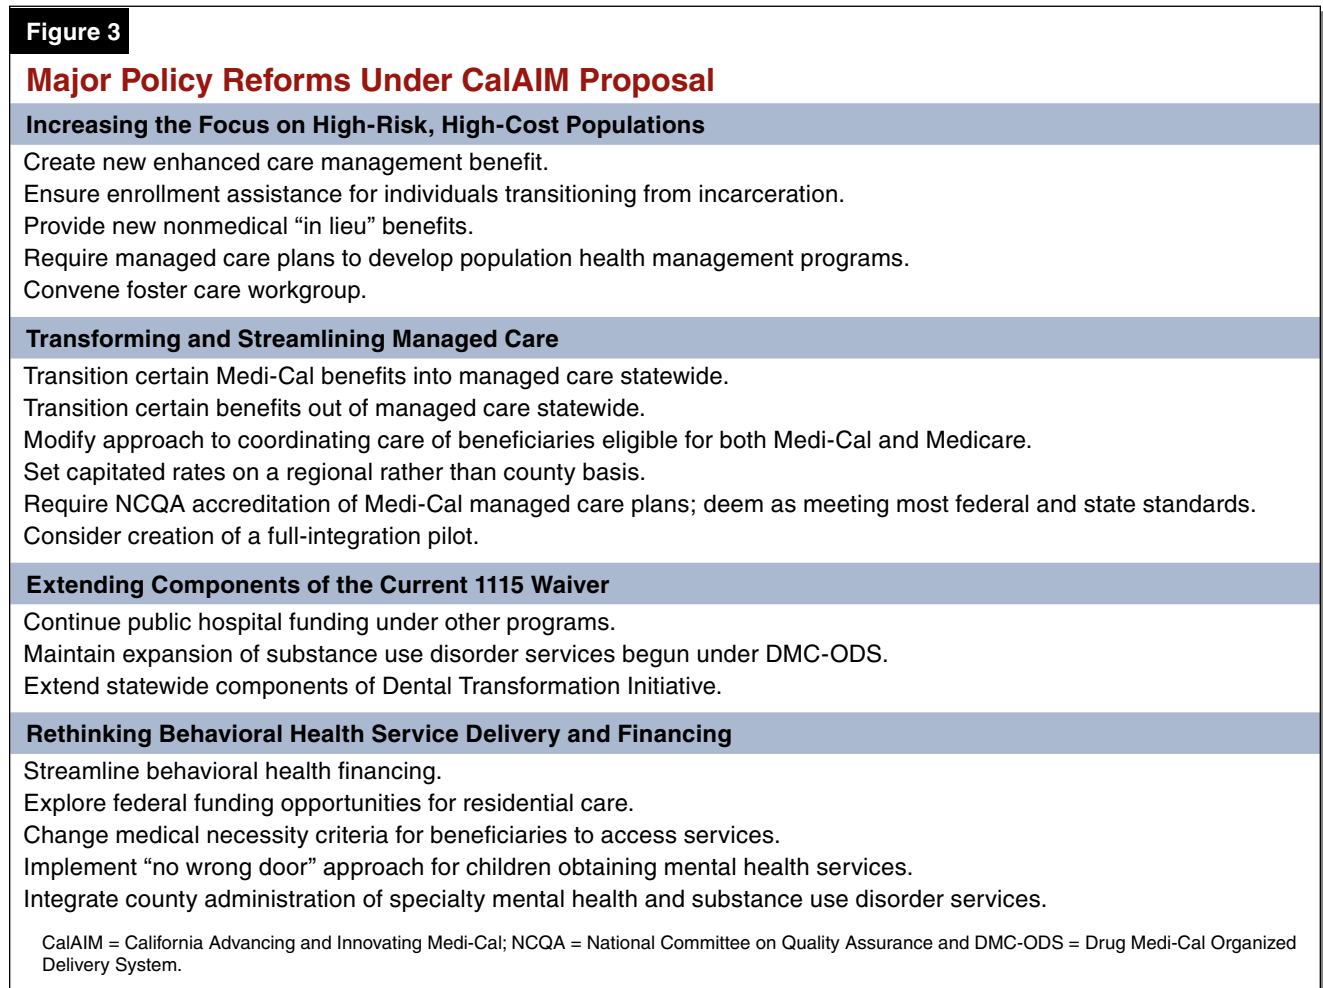 Figure 3
Major Policy Reforms Under CalAIM Proposal
Increasing the Focus on High-Risk, High-Cost Populations
Create new enhanced care management benefit.
Ensure enrollment assistance for individuals transitioning from incarceration.
Provide new nonmedical “in lieu” benefits.
Require managed care plans to develop population health management programs.
Convene foster care workgroup.
Transforming and Streamlining Managed Care
Transition certain Medi-Cal benefits into managed care statewide.
Transition certain benefits out of managed care statewide.
Modify approach to coordinating care of beneficiaries eligible for both Medi-Cal and Medicare.
Set capitated rates on a regional rather than county basis.
Require NCQA accreditation of Medi-Cal managed care plans; deem as meeting most federal and state standards.
Consider creation of a full-integration pilot.
Extending Components of the Current 1115 Waiver
Continue public hospital funding under other programs.
Maintain expansion of substance use disorder services begun under DMC-ODS.
Extend statewide components of Dental Transformation Initiative.
Rethinking Behavioral Health Service Delivery and Financing
Streamline behavioral health financing.
Explore federal funding opportunities for residential care.
Change medical necessity criteria for beneficiaries to access services.
Implement “no wrong door” approach for children obtaining mental health services.
Integrate county administration of specialty mental health and substance use disorder services.
CalAIM = California Advancing and Innovating Medi-Cal; NCQA = National Committee on Quality Assurance and DMC-ODS = Drug Medi-Cal Organized
Delivery System.